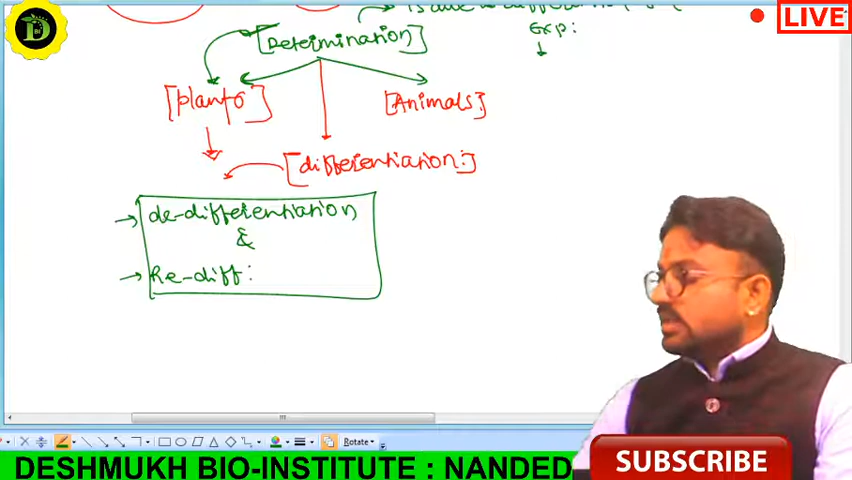 LIVE
Exp:
[Determination]
[Plants]
[Animals]
[differentiation:]
de-differentiation
&
Re-diff:
Rotate
DESHMUKH BIO-INSTITUTE : NANDED
SUBSCRIBE